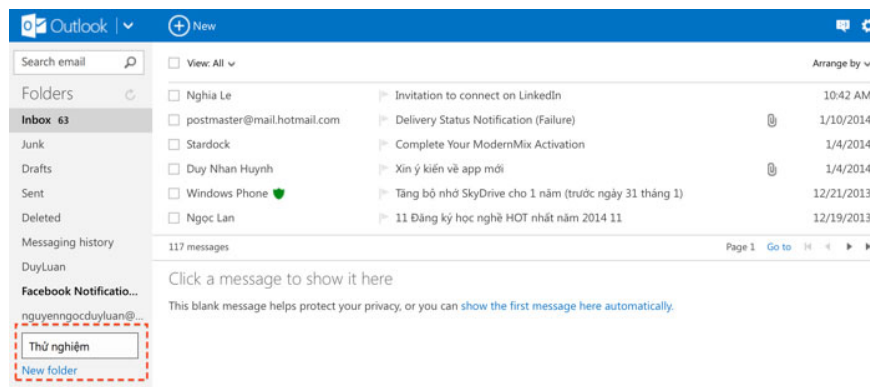 Outlook New
Search email View: All Arrange by
Folders
Inbox 63
Junk
Drafts
Sent
Deleted
Messaging history
DuyLuan
Facebook Notificatio...
nguyenngocduyluan@...
Thử nghiệm
New folder
Nghia Le Invitation to connect on LinkedIn 10:42 AM
postmaster@mail.hotmail.com Delivery Status Notification (Failure) 1/10/2014
Stardock Complete Your ModernMix Activation 1/4/2014
Duy Nhan Huynh Xin ý kiến về app mới 1/4/2014
Windows Phone Tăng bộ nhớ SkyDrive cho 1 năm (trước ngày 31 tháng 1) 12/21/2013
Ngọc Lan 11 Đăng ký học nghề HOT nhất năm 2014 11 12/19/2013
117 messages Page 1 Go to
Click a message to show it here
This blank message helps protect your privacy, or you can show the first message here automatically.